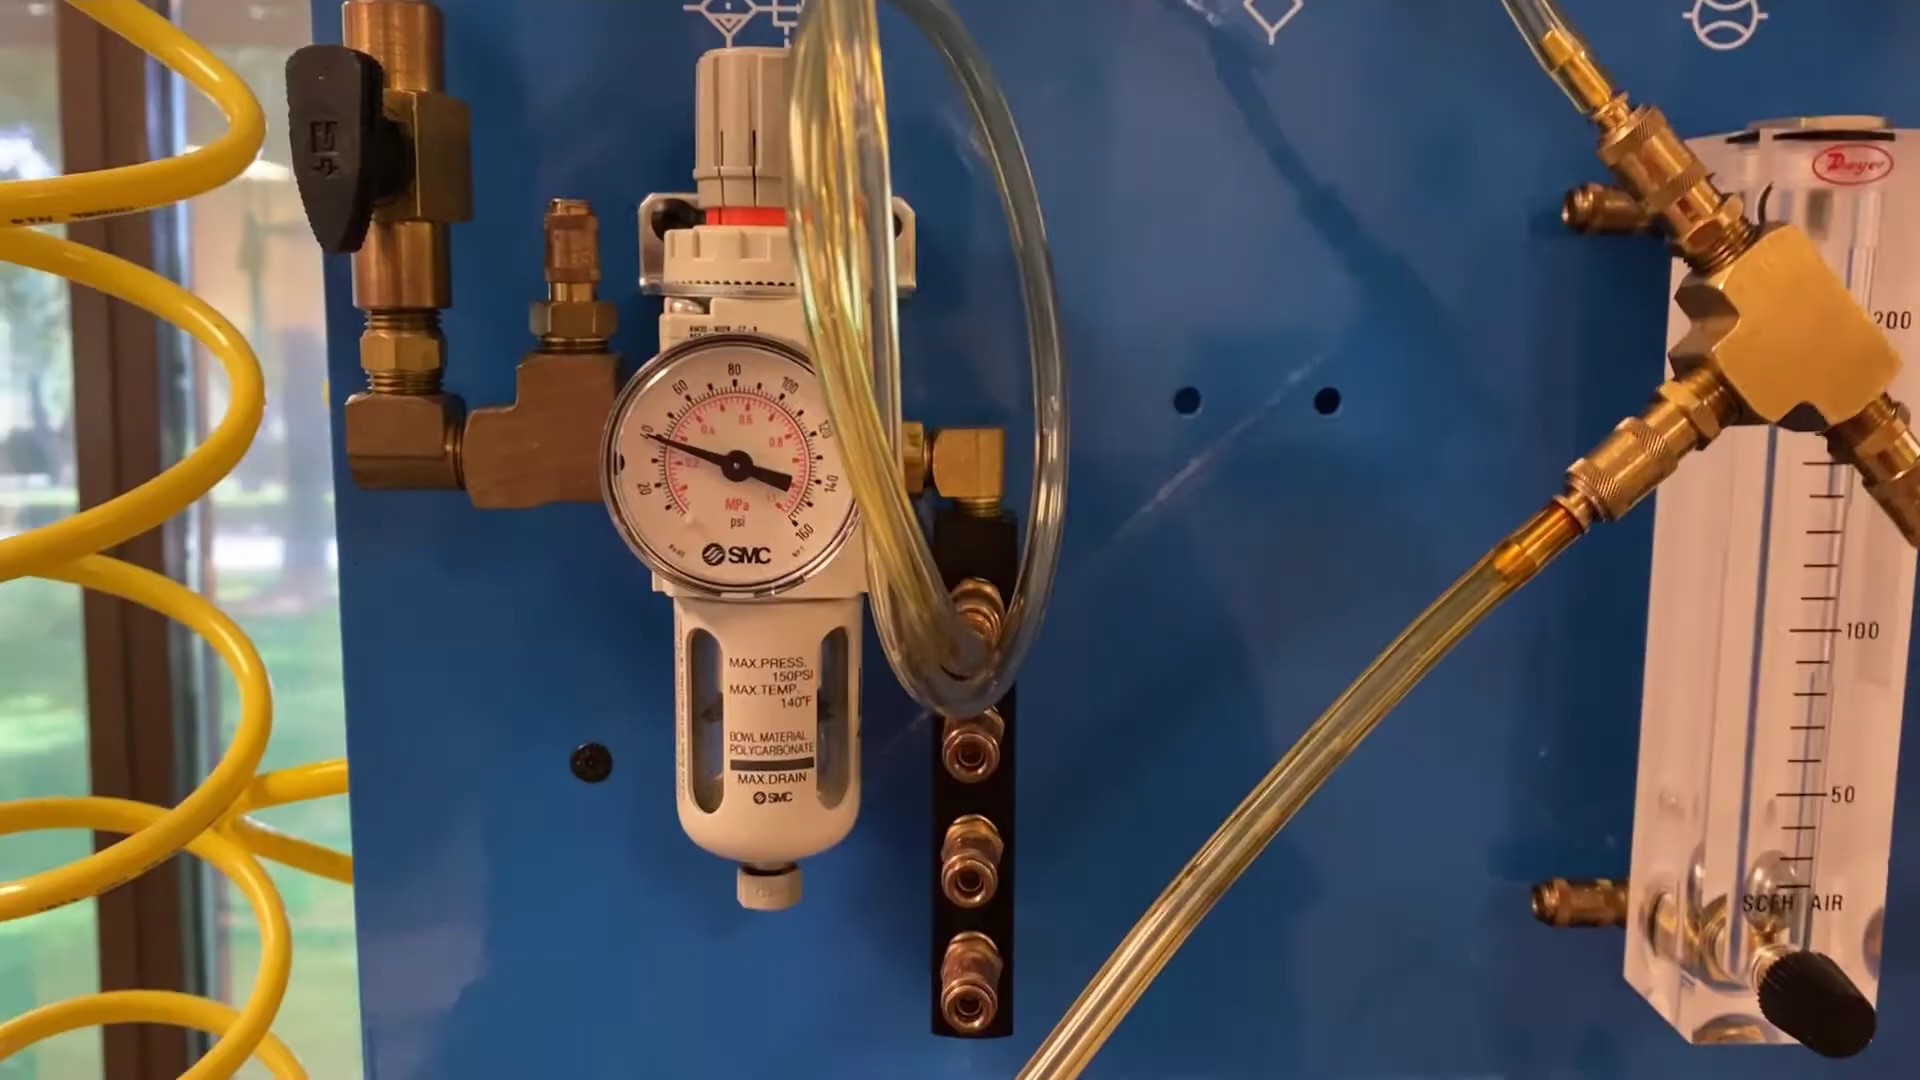 Dwyer
200
80
60
100
40
120
20
140
160
0.6
0.4
0.8
0.2
MPa
psi
SMC
MAX.PRESS.
150PSI
MAX.TEMP.
140°F
BOWL MATERIAL
POLYCARBONATE
MAX.DRAIN
SMC
100
50
SCFH AIR